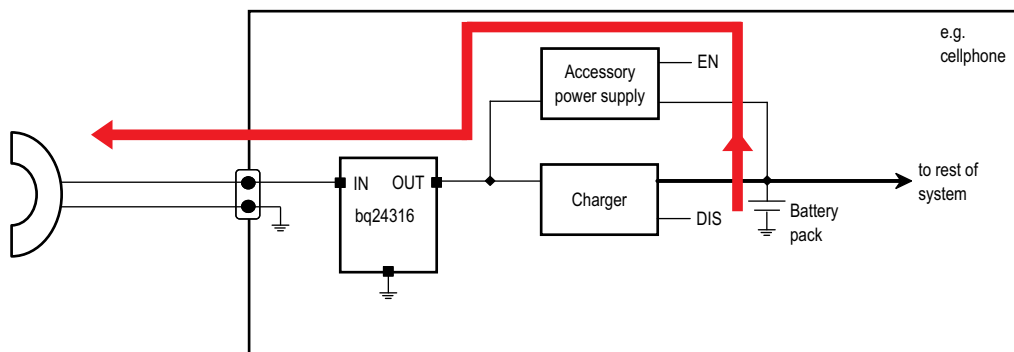 e.g.
cellphone
Accessory
power supply
EN
IN
OUT
bq24316
Charger
DIS
to rest of
system
Battery
pack